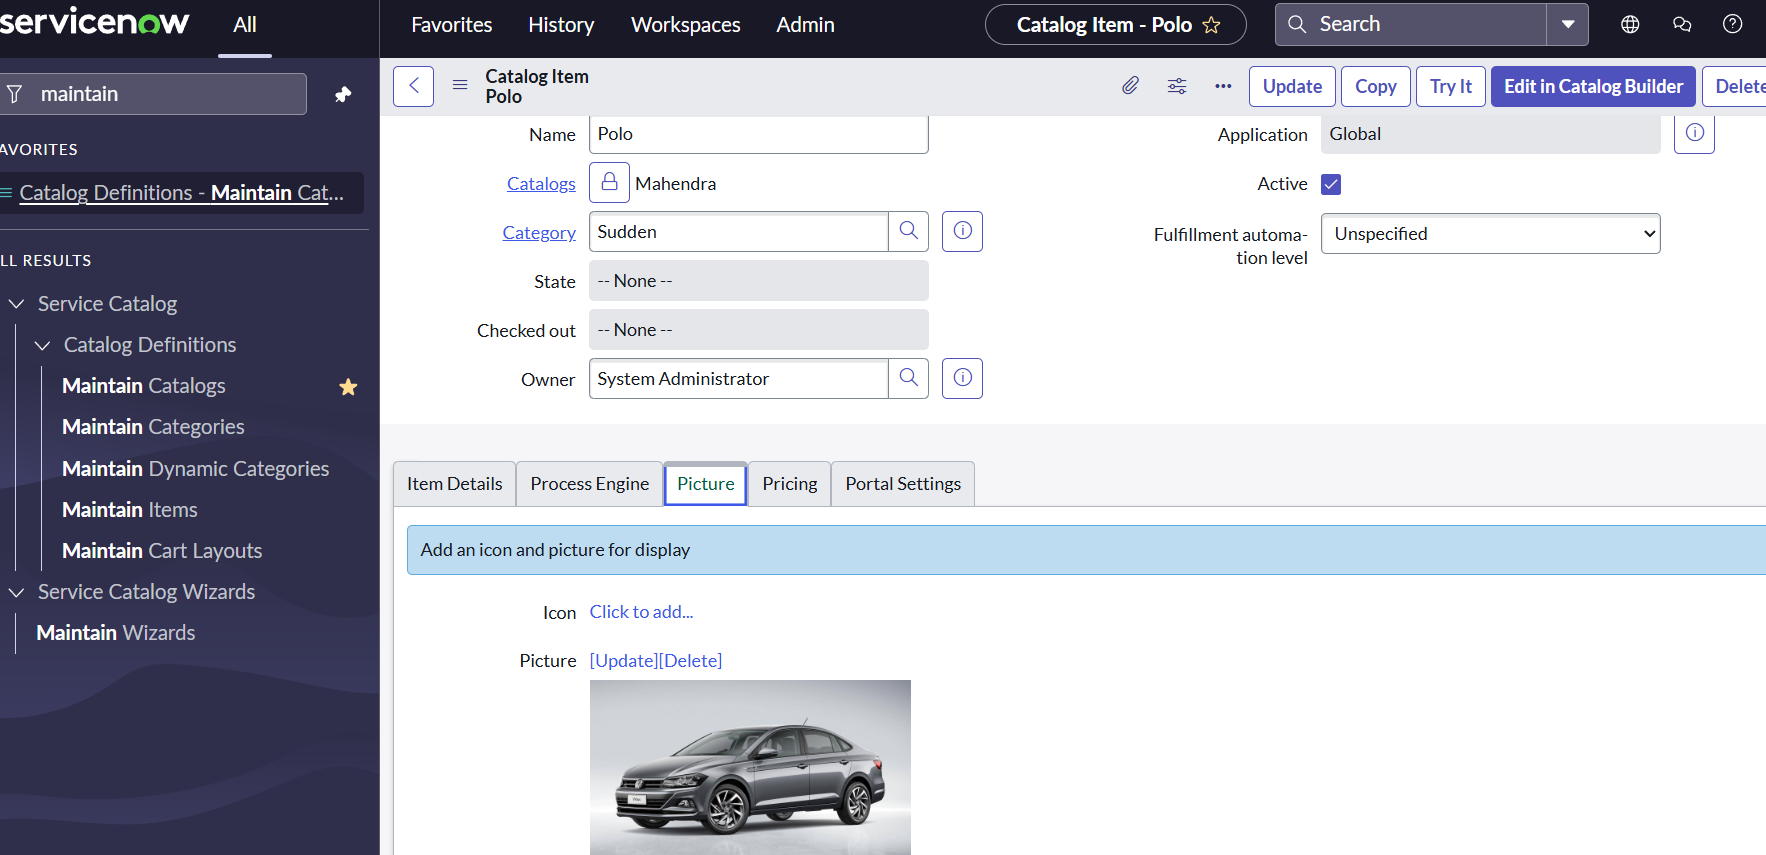 servicenow
All
Favorites
History
Workspaces
Admin
Catalog Item - Polo
Search
maintain
AVORITES
Catalog Definitions - Maintain Cat...
LL RESULTS
Service Catalog
Catalog Definitions
Maintain Catalogs
Maintain Categories
Maintain Dynamic Categories
Maintain Items
Maintain Cart Layouts
Service Catalog Wizards
Maintain Wizards
Catalog Item
Polo
Update
Copy
Try It
Edit in Catalog Builder
Delete
Name
Polo
Catalogs
Mahendra
Category
Sudden
State
-- None --
Checked out
-- None --
Owner
System Administrator
Application
Global
Active
Fulfillment automa-
tion level
Unspecified
Item Details
Process Engine
Picture
Pricing
Portal Settings
Add an icon and picture for display
Icon
Click to add...
Picture
[Update][Delete]